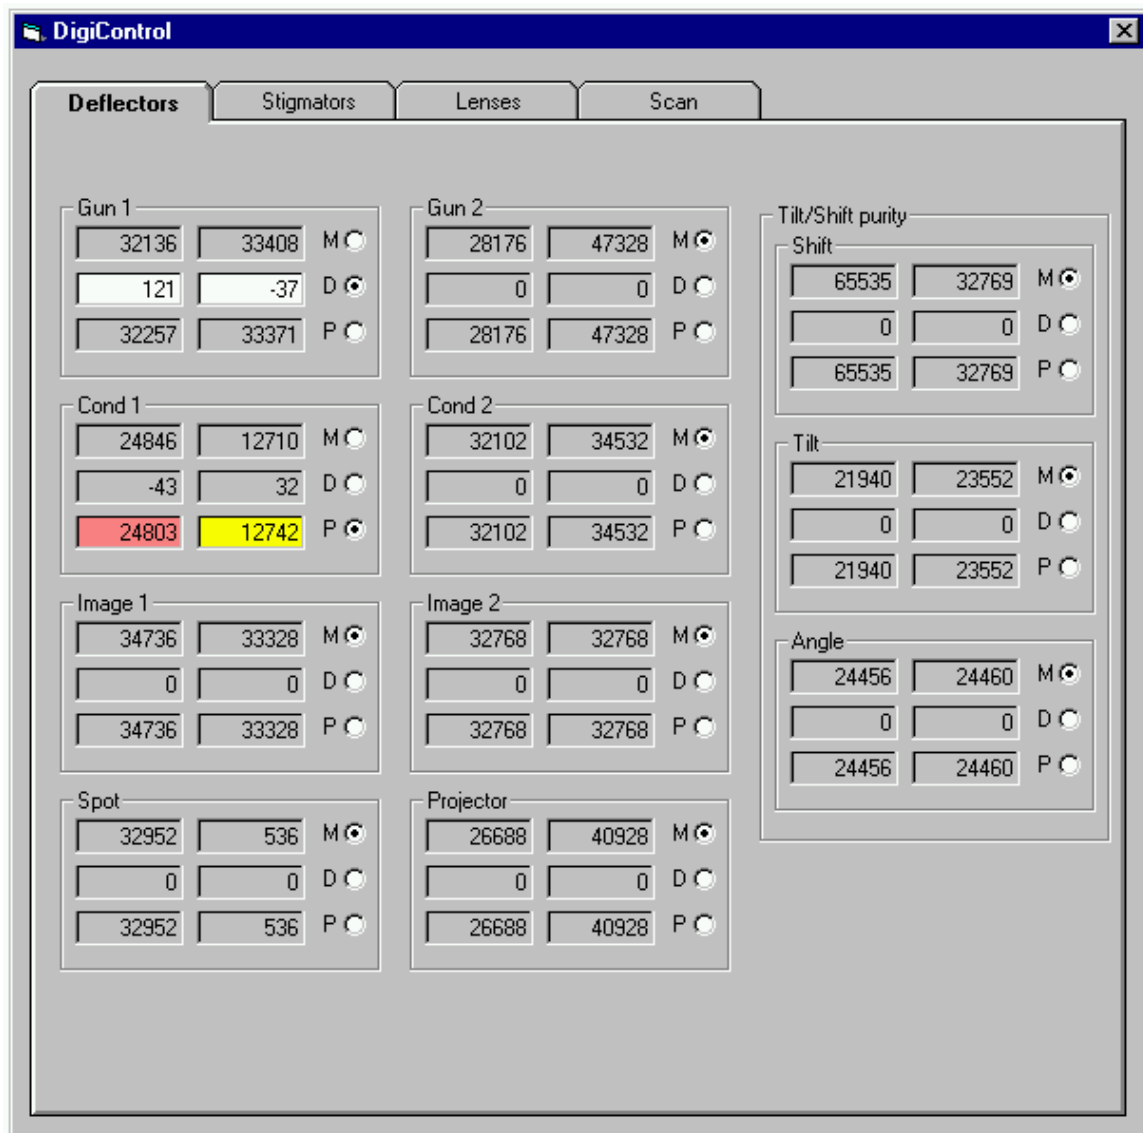 DigiControl
Deflectors
Stigmators
Lenses
Scan
Gun 1
32136 33408 M
121 -37 D
32257 33371 P
Gun 2
28176 47328 M
0 0 D
28176 47328 P
Cond 1
24846 12710 M
-43 32 D
24803 12742 P
Cond 2
32102 34532 M
0 0 D
32102 34532 P
Image 1
34736 33328 M
0 0 D
34736 33328 P
Image 2
32768 32768 M
0 0 D
32768 32768 P
Spot
32952 536 M
0 0 D
32952 536 P
Projector
26688 40928 M
0 0 D
26688 40928 P
Tilt/Shift purity
Shift
65535 32769 M
0 0 D
65535 32769 P
Tilt
21940 23552 M
0 0 D
21940 23552 P
Angle
24456 24460 M
0 0 D
24456 24460 P